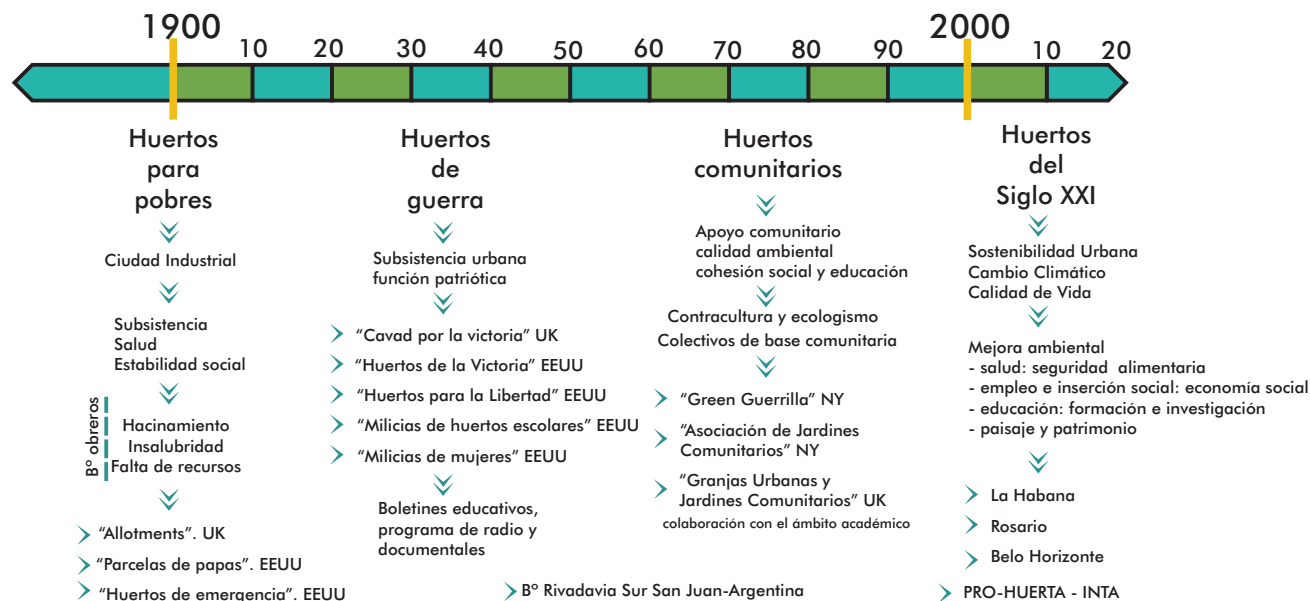 1900
10
20
30
40
50
60
70
80
90
2000
10
20
Huertos
para
pobres
Ciudad Industrial
Subsistencia
Salud
Estabilidad social
Bº obreros
Hacinamiento
Insalubridad
Falta de recursos
“Allotments”. UK
“Parcelas de papas”. EEUU
“Huertos de emergencia”. EEUU
Huertos
de
guerra
Subsistencia urbana
función patriótica
“Cavad por la victoria” UK
“Huertos de la Victoria” EEUU
“Huertos para la Libertad” EEUU
“Milicias de huertos escolares” EEUU
“Milicias de mujeres” EEUU
Boletines educativos,
programa de radio y
documentales
Huertos
comunitarios
Apoyo comunitario
calidad ambiental
cohesión social y educación
Contracultura y ecologismo
Colectivos de base comunitaria
“Green Guerrilla” NY
“Asociación de Jardines
Comunitarios” NY
“Granjas Urbanas y
Jardines Comunitarios” UK
colaboración con el ámbito académico
Bº Rivadavia Sur San Juan-Argentina
Huertos
del
Siglo XXI
Sostenibilidad Urbana
Cambio Climático
Calidad de Vida
Mejora ambiental
- salud: seguridad alimentaria
- empleo e inserción social: economía social
- educación: formación e investigación
- paisaje y patrimonio
La Habana
Rosario
Belo Horizonte
PRO-HUERTA - INTA